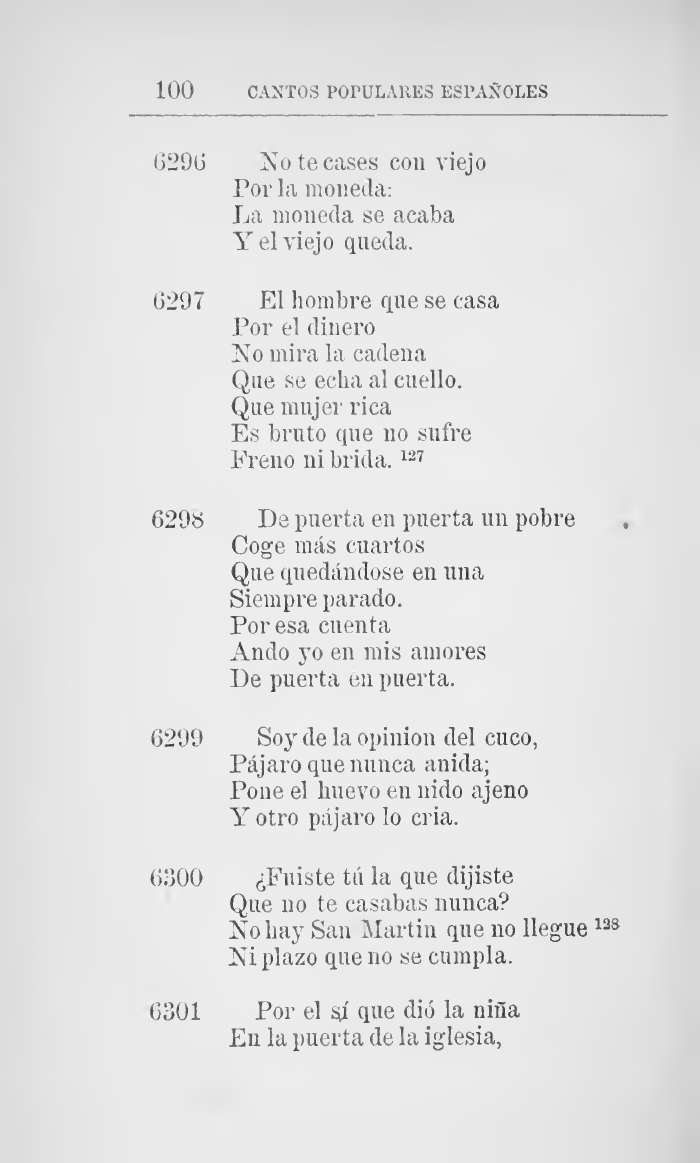 100 CANTOS POPULARES ESPAÑOLES
6296 No te cases con viejo
Por la moneda:
La moneda se acaba
Y el viejo queda.
6297 El hombre que se casa
Por el dinero
No mira la cadena
Que se echa al cuello.
Que mujer rica
Es bruto que no sufre
Freno ni brida. 127
6298 De puerta en puerta un pobre
Coge más cuartos
Que quedándose en una
Siempre parado.
Por esa cuenta
Ando yo en mis amores
De puerta en puerta.
6299 Soy de la opinion del cuco,
Pájaro que nunca anida;
Pone el huevo en nido ajeno
Y otro pájaro lo cria.
6300 ¿Fuiste tú la que dijiste
Que no te casabas nunca?
No hay San Martin que no llegue 128
Ni plazo que no se cumpla.
6301 Por el sí que dió la niña
En la puerta de la iglesia,